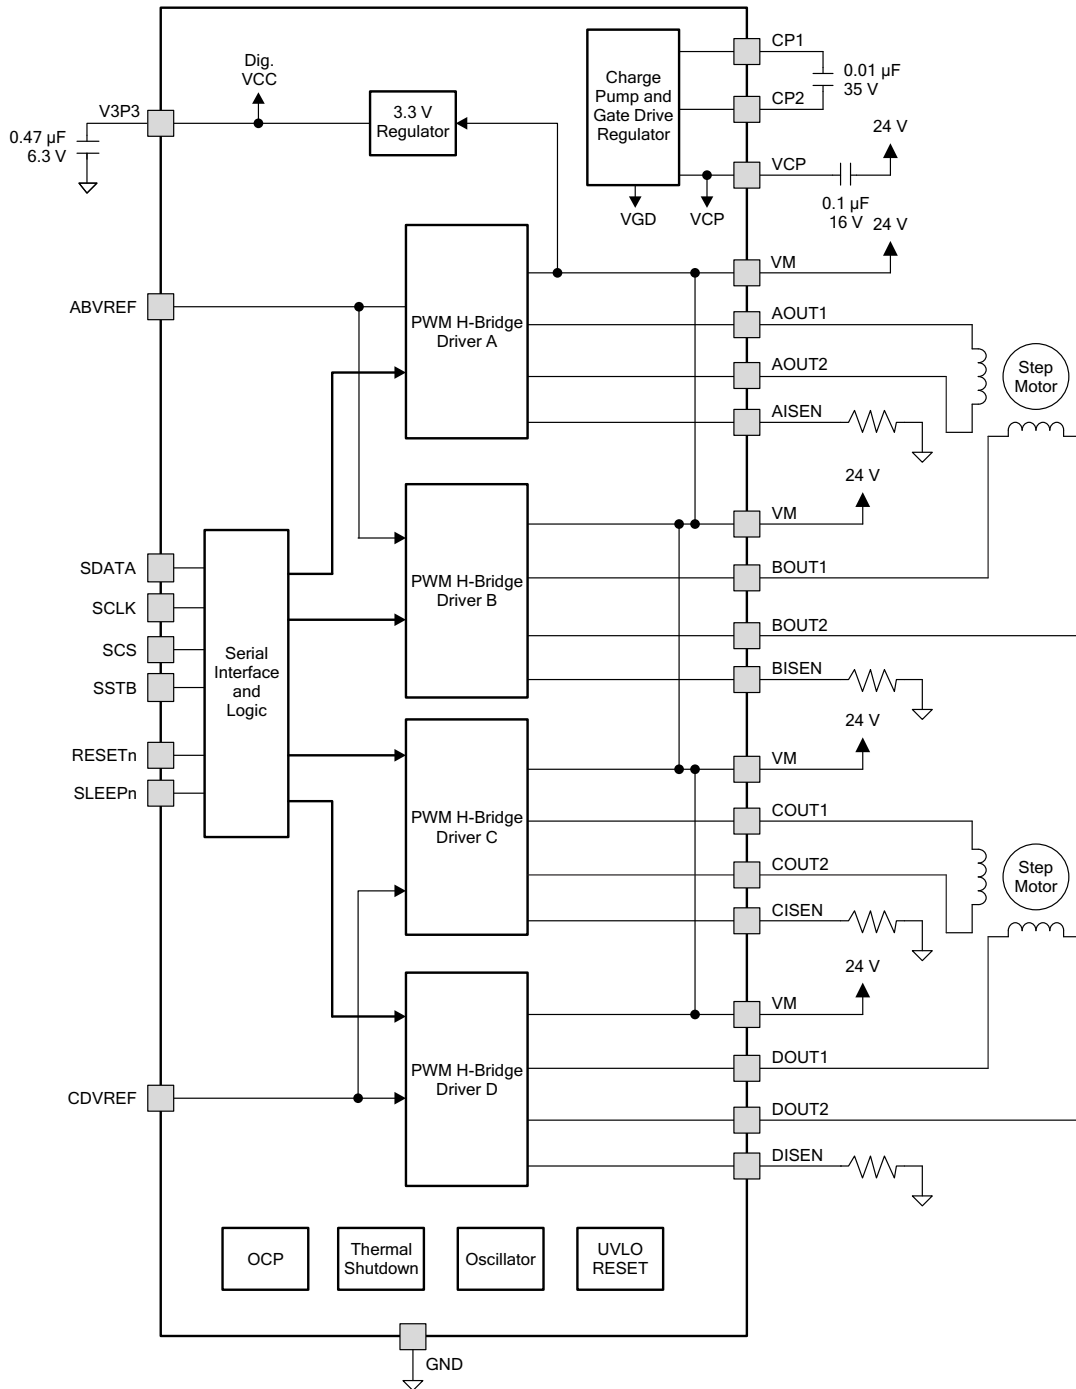 CP1
Dig.
VCC
Charge
Pump and
Gate Drive
Regulator
0.01 µF
35 V
V3P3
3.3 V
Regulator
CP2
0.47 µF
6.3 V
24 V
VCP
VGD
VCP
0.1 µF
16 V
24 V
VM
ABVREF
PWM H-Bridge
Driver A
AOUT1
AOUT2
Step
Motor
AISEN
24 V
VM
SDATA
SCLK
SCS
SSTB
RESETn
SLEEPn
Serial
Interface
and
Logic
PWM H-Bridge
Driver B
BOUT1
BOUT2
BISEN
24 V
VM
PWM H-Bridge
Driver C
COUT1
COUT2
Step
Motor
CISEN
24 V
VM
CDVREF
PWM H-Bridge
Driver D
DOUT1
DOUT2
DISEN
OCP
Thermal
Shutdown
Oscillator
UVLO
RESET
GND